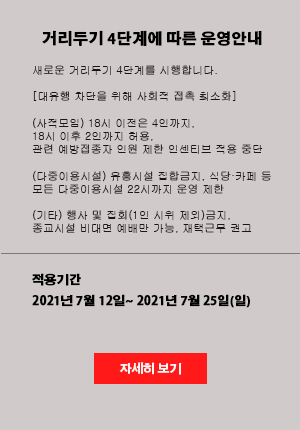 거리두기 4단계에 따른 운영안내
새로운 거리두기 4단계를 시행합니다.
[대유행 차단을 위해 사회적 접촉 최소화]
(사적모임) 18시 이전은 4인까지,
18시 이후 2인까지 허용,
관련 예방접종자 인원 제한 인센티브 적용 중단
(다중이용시설) 유흥시설 집합금지, 식당·카페 등
모든 다중이용시설 22시까지 운영 제한
(기타) 행사 및 집회(1인 시위 제외)금지,
종교시설 비대면 예배만 가능, 재택근무 권고
적용기간
2021년 7월 12일~ 2021년 7월 25일(일)
자세히 보기